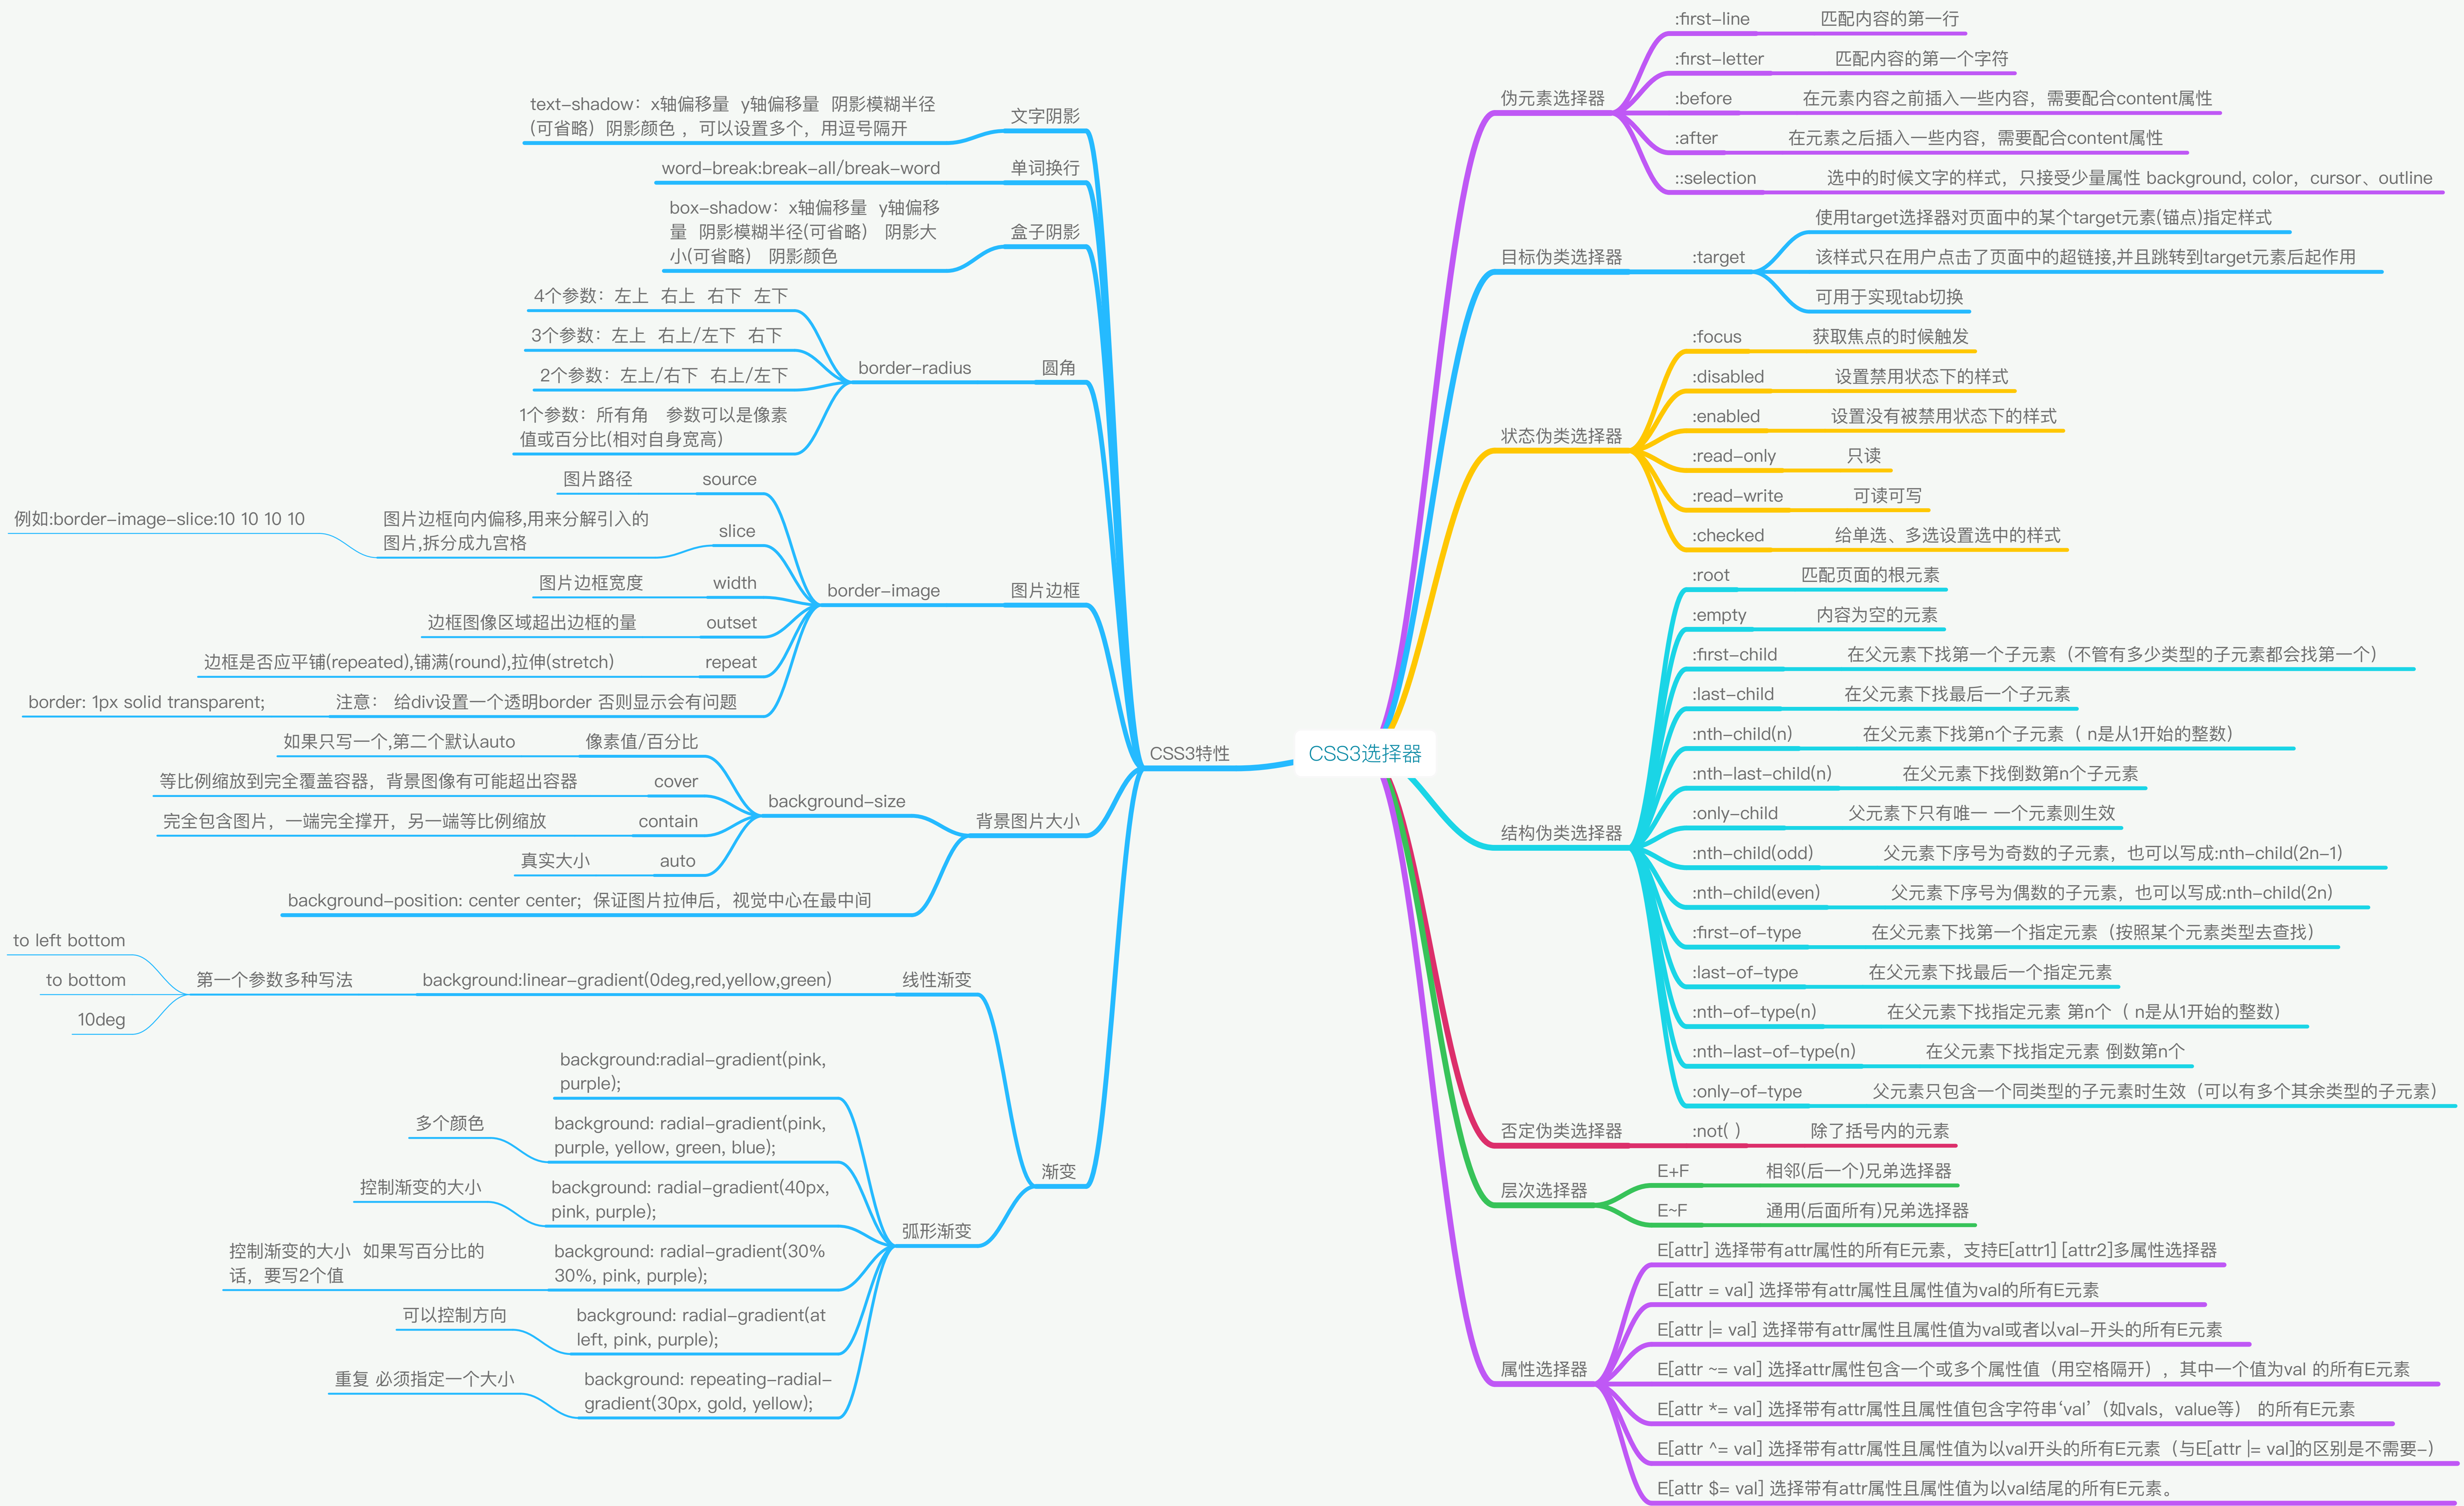 CSS3选择器
伪元素选择器
:first-line
匹配内容的第一行
:first-letter
匹配内容的第一个字符
:before
在元素内容之前插入一些内容，需要配合content属性
:after
在元素之后插入一些内容，需要配合content属性
::selection
选中的时候文字的样式，只接受少量属性 background, color，cursor、outline
目标伪类选择器
:target
使用target选择器对页面中的某个target元素(锚点)指定样式
该样式只在用户点击了页面中的超链接,并且跳转到target元素后起作用
可用于实现tab切换
状态伪类选择器
:focus
获取焦点的时候触发
:disabled
设置禁用状态下的样式
:enabled
设置没有被禁用状态下的样式
:read-only
只读
:read-write
可读可写
:checked
给单选、多选设置选中的样式
结构伪类选择器
:root
匹配页面的根元素
:empty
内容为空的元素
:first-child
在父元素下找第一个子元素（不管有多少类型的子元素都会找第一个）
:last-child
在父元素下找最后一个子元素
:nth-child(n)
在父元素下找第n个子元素（ n是从1开始的整数）
:nth-last-child(n)
在父元素下找倒数第n个子元素
:only-child
父元素下只有唯一 一个元素则生效
:nth-child(odd)
父元素下序号为奇数的子元素，也可以写成:nth-child(2n-1)
:nth-child(even)
父元素下序号为偶数的子元素，也可以写成:nth-child(2n)
:first-of-type
在父元素下找第一个指定元素（按照某个元素类型去查找）
:last-of-type
在父元素下找最后一个指定元素
:nth-of-type(n)
在父元素下找指定元素 第n个（ n是从1开始的整数）
:nth-last-of-type(n)
在父元素下找指定元素 倒数第n个
:only-of-type
父元素只包含一个同类型的子元素时生效（可以有多个其余类型的子元素）
否定伪类选择器
:not( )
除了括号内的元素
层次选择器
E+F
相邻(后一个)兄弟选择器
E~F
通用(后面所有)兄弟选择器
属性选择器
E[attr] 选择带有attr属性的所有E元素，支持E[attr1] [attr2]多属性选择器
E[attr = val] 选择带有attr属性且属性值为val的所有E元素
E[attr |= val] 选择带有attr属性且属性值为val或者以val-开头的所有E元素
E[attr ~= val] 选择attr属性包含一个或多个属性值（用空格隔开），其中一个值为val 的所有E元素
E[attr *= val] 选择带有attr属性且属性值包含字符串‘val’（如vals，value等） 的所有E元素
E[attr ^= val] 选择带有attr属性且属性值为以val开头的所有E元素（与E[attr |= val]的区别是不需要-）
E[attr $= val] 选择带有attr属性且属性值为以val结尾的所有E元素。
CSS3特性
文字阴影
text-shadow：x轴偏移量 y轴偏移量 阴影模糊半径
(可省略) 阴影颜色 ，可以设置多个，用逗号隔开
单词换行
word-break:break-all/break-word
盒子阴影
box-shadow：x轴偏移量 y轴偏移
量 阴影模糊半径(可省略) 阴影大
小(可省略) 阴影颜色
圆角
border-radius
4个参数：左上 右上 右下 左下
3个参数：左上 右上/左下 右下
2个参数：左上/右下 右上/左下
1个参数：所有角 参数可以是像素
值或百分比(相对自身宽高)
图片边框
border-image
source
图片路径
slice
图片边框向内偏移,用来分解引入的
图片,拆分成九宫格
例如:border-image-slice:10 10 10 10
width
图片边框宽度
outset
边框图像区域超出边框的量
repeat
边框是否应平铺(repeated),铺满(round),拉伸(stretch)
注意： 给div设置一个透明border 否则显示会有问题
border: 1px solid transparent;
背景图片大小
background-size
像素值/百分比
如果只写一个,第二个默认auto
cover
等比例缩放到完全覆盖容器，背景图像有可能超出容器
contain
完全包含图片，一端完全撑开，另一端等比例缩放
auto
真实大小
background-position: center center；保证图片拉伸后，视觉中心在最中间
渐变
线性渐变
background:linear-gradient(0deg,red,yellow,green)
第一个参数多种写法
to left bottom
to bottom
10deg
弧形渐变
background:radial-gradient(pink,
purple);
background: radial-gradient(pink,
purple, yellow, green, blue);
多个颜色
background: radial-gradient(40px,
pink, purple);
控制渐变的大小
background: radial-gradient(30%
30%, pink, purple);
控制渐变的大小 如果写百分比的
话，要写2个值
background: radial-gradient(at
left, pink, purple);
可以控制方向
background: repeating-radial-
gradient(30px, gold, yellow);
重复 必须指定一个大小